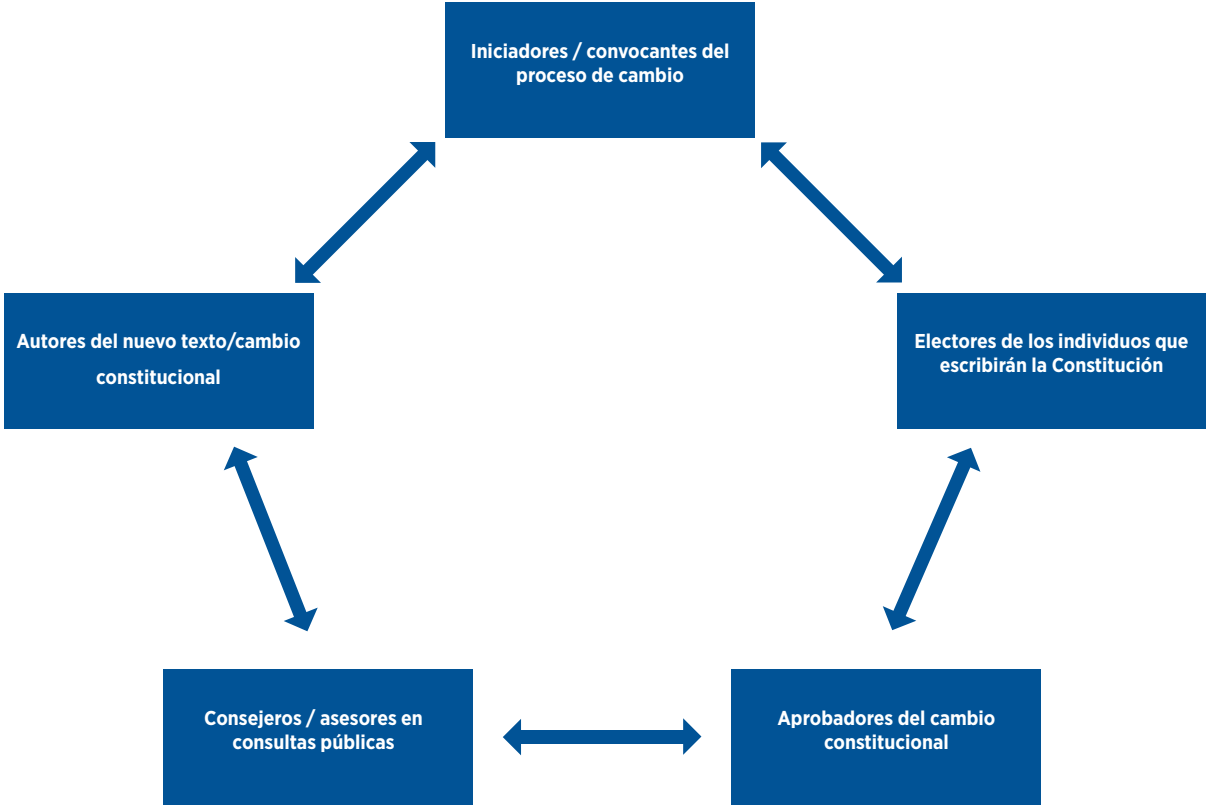 Iniciadores / convocantes del
proceso de cambio
Autores del nuevo texto/cambio
constitucional
Electores de los individuos que
escribirán la Constitución
Consejeros / asesores en
consultas públicas
Aprobadores del cambio
constitucional